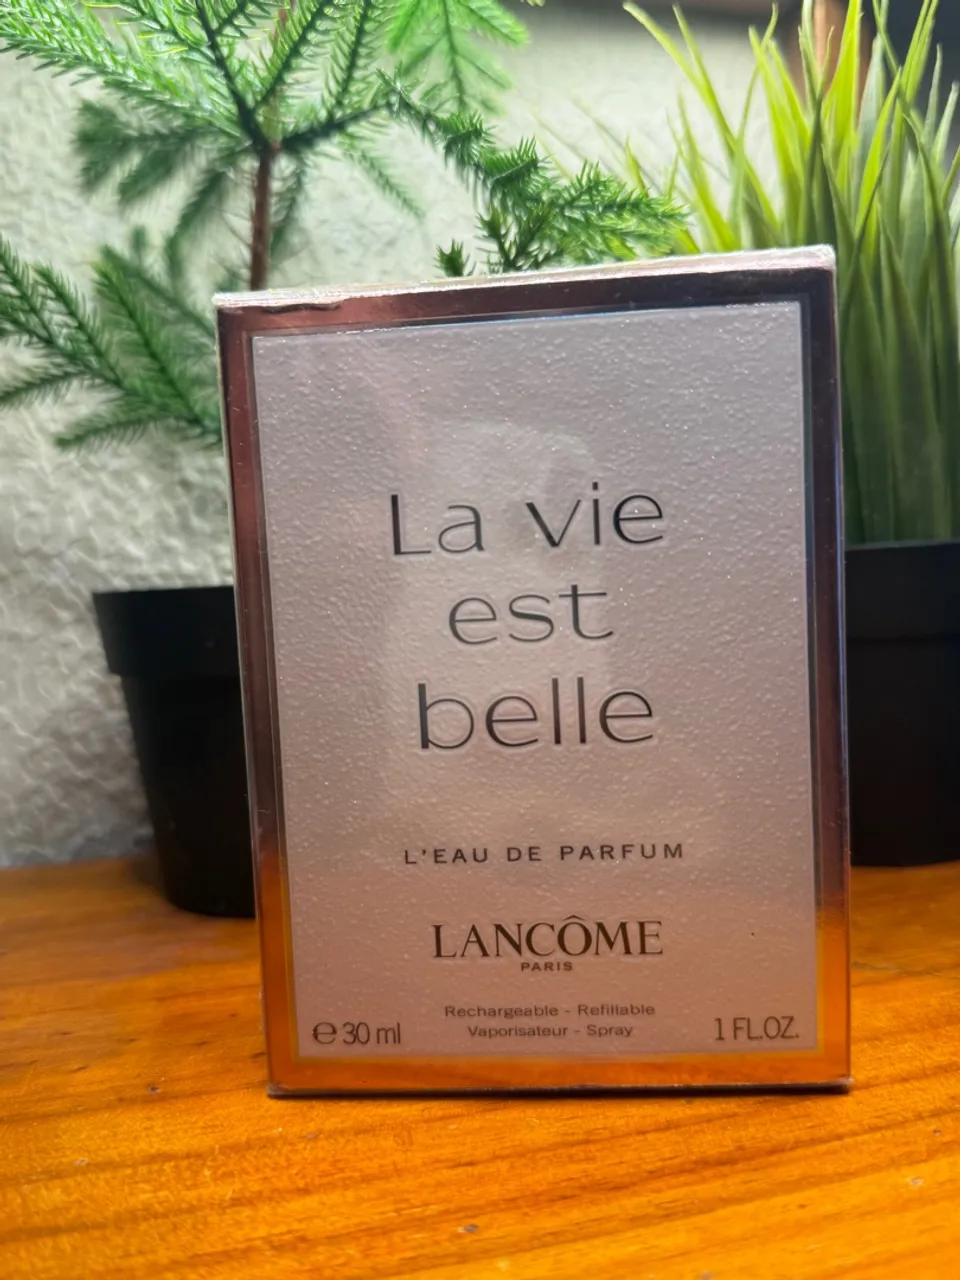 La vie
est
belle
L'EAU DE PARFUM
LANCÔME
PARIS
Rechargeable - Refillable
Vaporisateur - Spray
℮ 30 ml
1 FL.OZ.